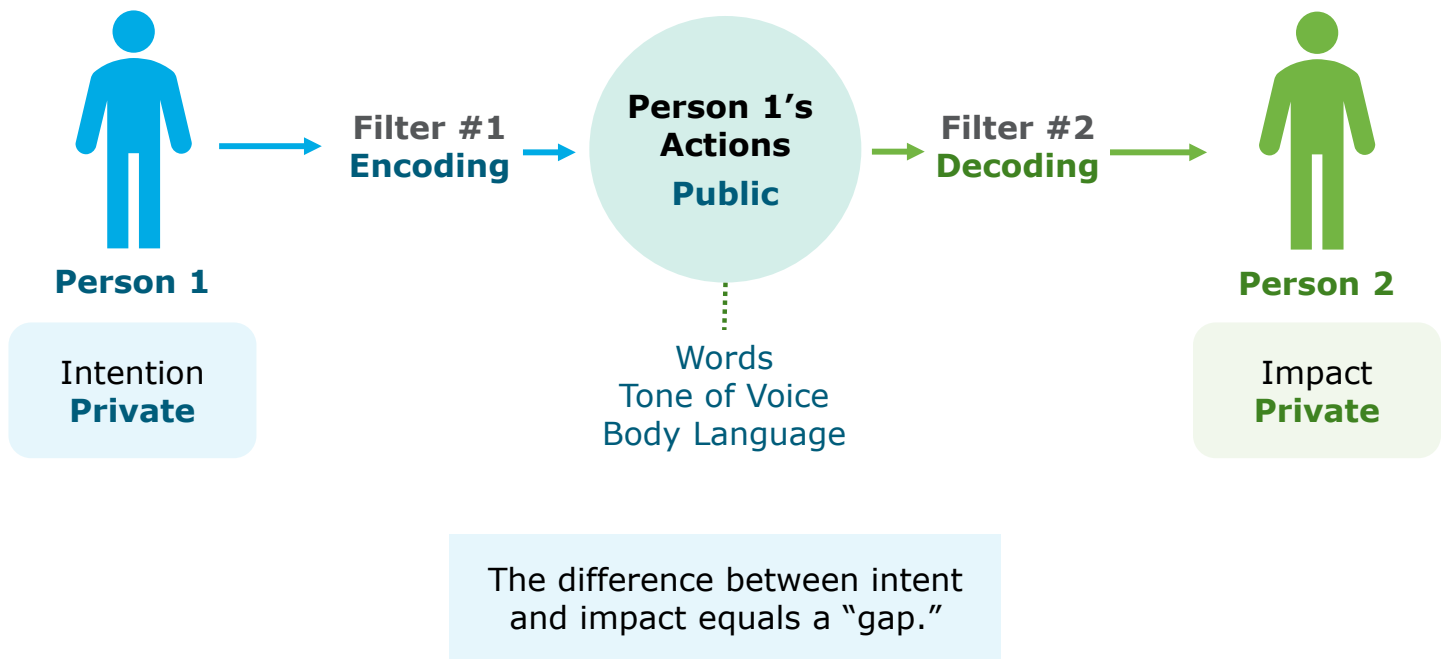 Person 1
Intention
Private
Filter #1
Encoding
Person 1’s
Actions
Public
Words
Tone of Voice
Body Language
Filter #2
Decoding
Person 2
Impact
Private
The difference between intent
and impact equals a “gap.”